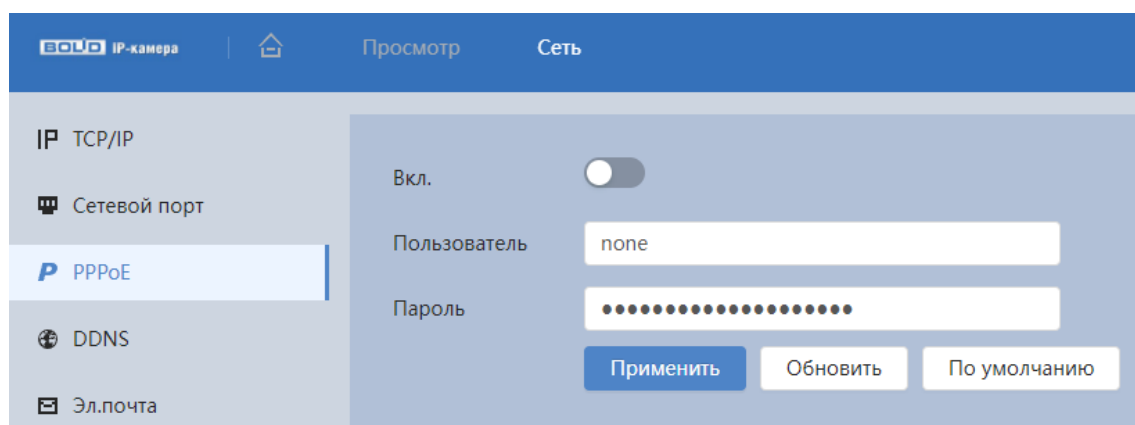 BOLID IP-камера Просмотр Сеть
IP TCP/IP
Сетевой порт
P PPPoE
DDNS
Эл.почта
Вкл.
Пользователь none
Пароль ••••••••••••••••••••
Применить Обновить По умолчанию